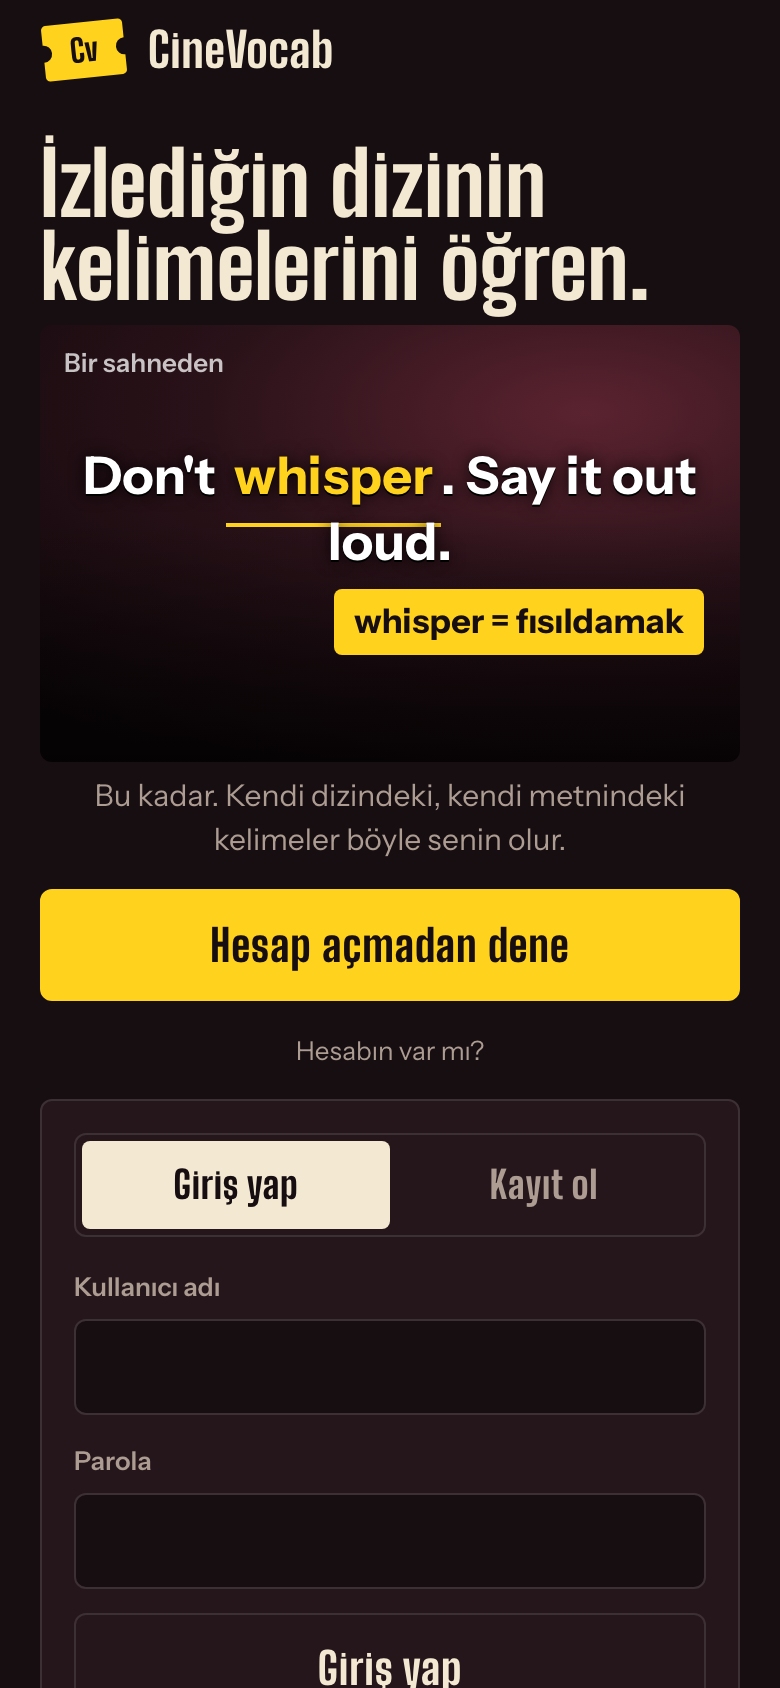 Cv CineVocab
İzlediğin dizinin
kelimelerini öğren.
Bir sahneden
Don't whisper. Say it out
loud.
whisper = fısıldamak
Bu kadar. Kendi dizindeki, kendi metnindeki
kelimeler böyle senin olur.
Hesap açmadan dene
Hesabın var mı?
Giriş yap Kayıt ol
Kullanıcı adı
Parola
Giriş yap